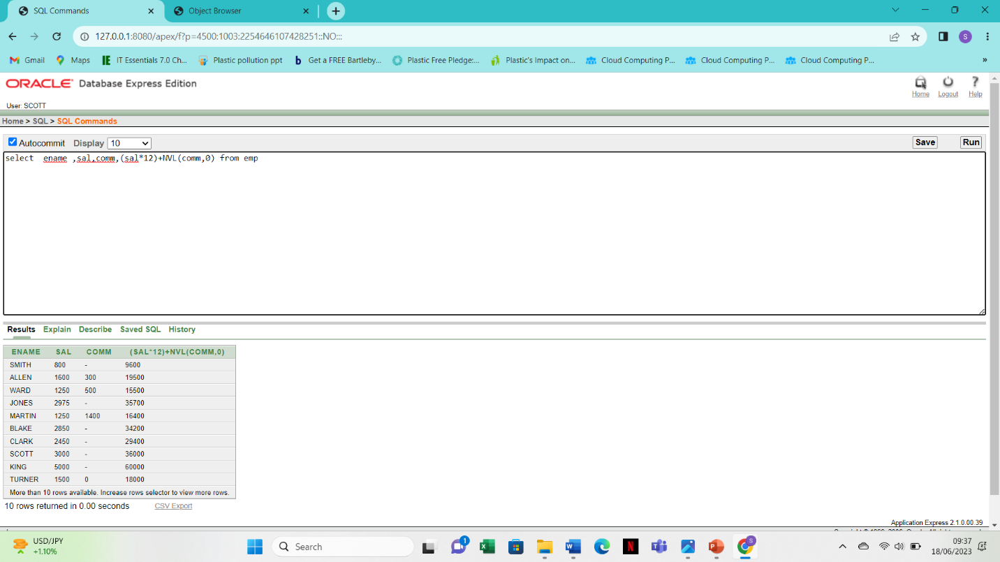 SQL Commands
Object Browser
127.0.0.1:8080/apex/f?p=4500:1003:2254646107428251::NO:::
S
Gmail
Maps
IT Essentials 7.0 Ch...
Plastic pollution ppt
Get a FREE Bartleby...
Plastic Free Pledge:...
Plastic's Impact on...
Cloud Computing P...
Cloud Computing P...
Cloud Computing P...
»
ORACLE Database Express Edition
Home Logout Help
User: SCOTT
Home > SQL > SQL Commands
Autocommit Display 10 Save Run
select  ename ,sal,comm,(sal*12)+NVL(comm,0) from emp
Results Explain Describe Saved SQL History
ENAME SAL COMM (SAL*12)+NVL(COMM,0)
SMITH 800 - 9600
ALLEN 1600 300 19500
WARD 1250 500 15500
JONES 2975 - 35700
MARTIN 1250 1400 16400
BLAKE 2850 - 34200
CLARK 2450 - 29400
SCOTT 3000 - 36000
KING 5000 - 60000
TURNER 1500 0 18000
More than 10 rows available. Increase rows selector to view more rows.
10 rows returned in 0.00 seconds CSV Export
Application Express 2.1.0.00.39
USD/JPY
+1.10%
Search
1
S
09:37
18/06/2023